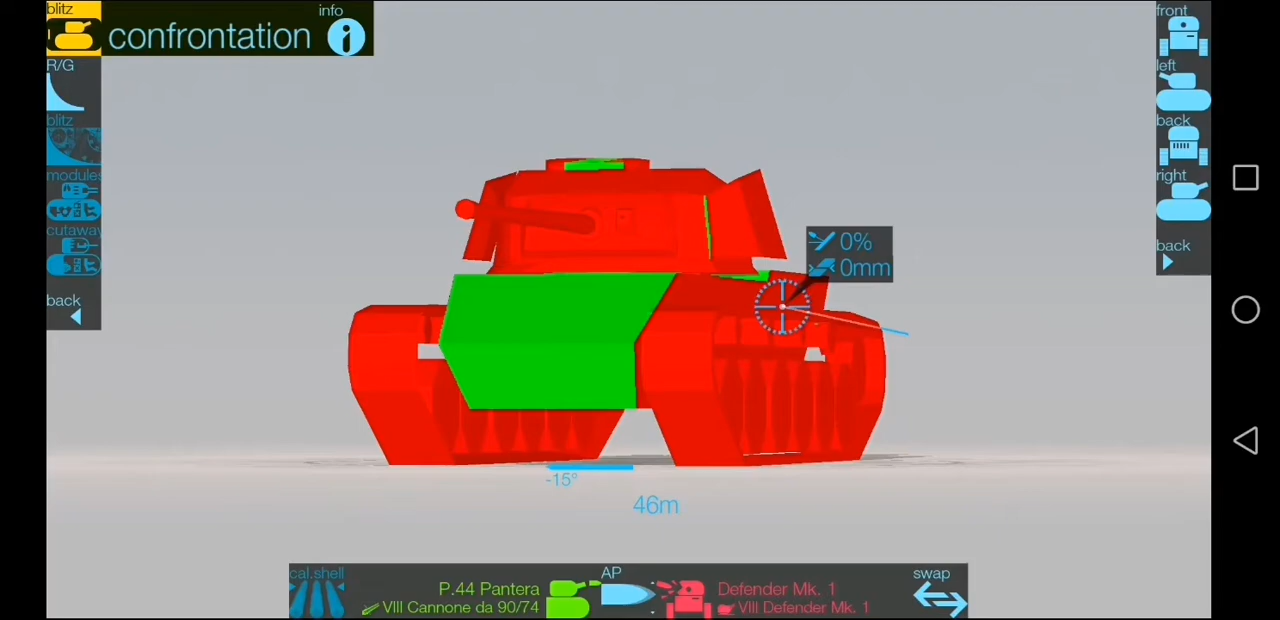 blitz
confrontation
info
R/G
blitz
modules
cutaway
back
front
left
back
right
back
0%
0mm
-15°
46m
cal.shell
P.44 Pantera
VIII Cannone da 90/74
AP
Defender Mk. 1
VIII Defender Mk. 1
swap